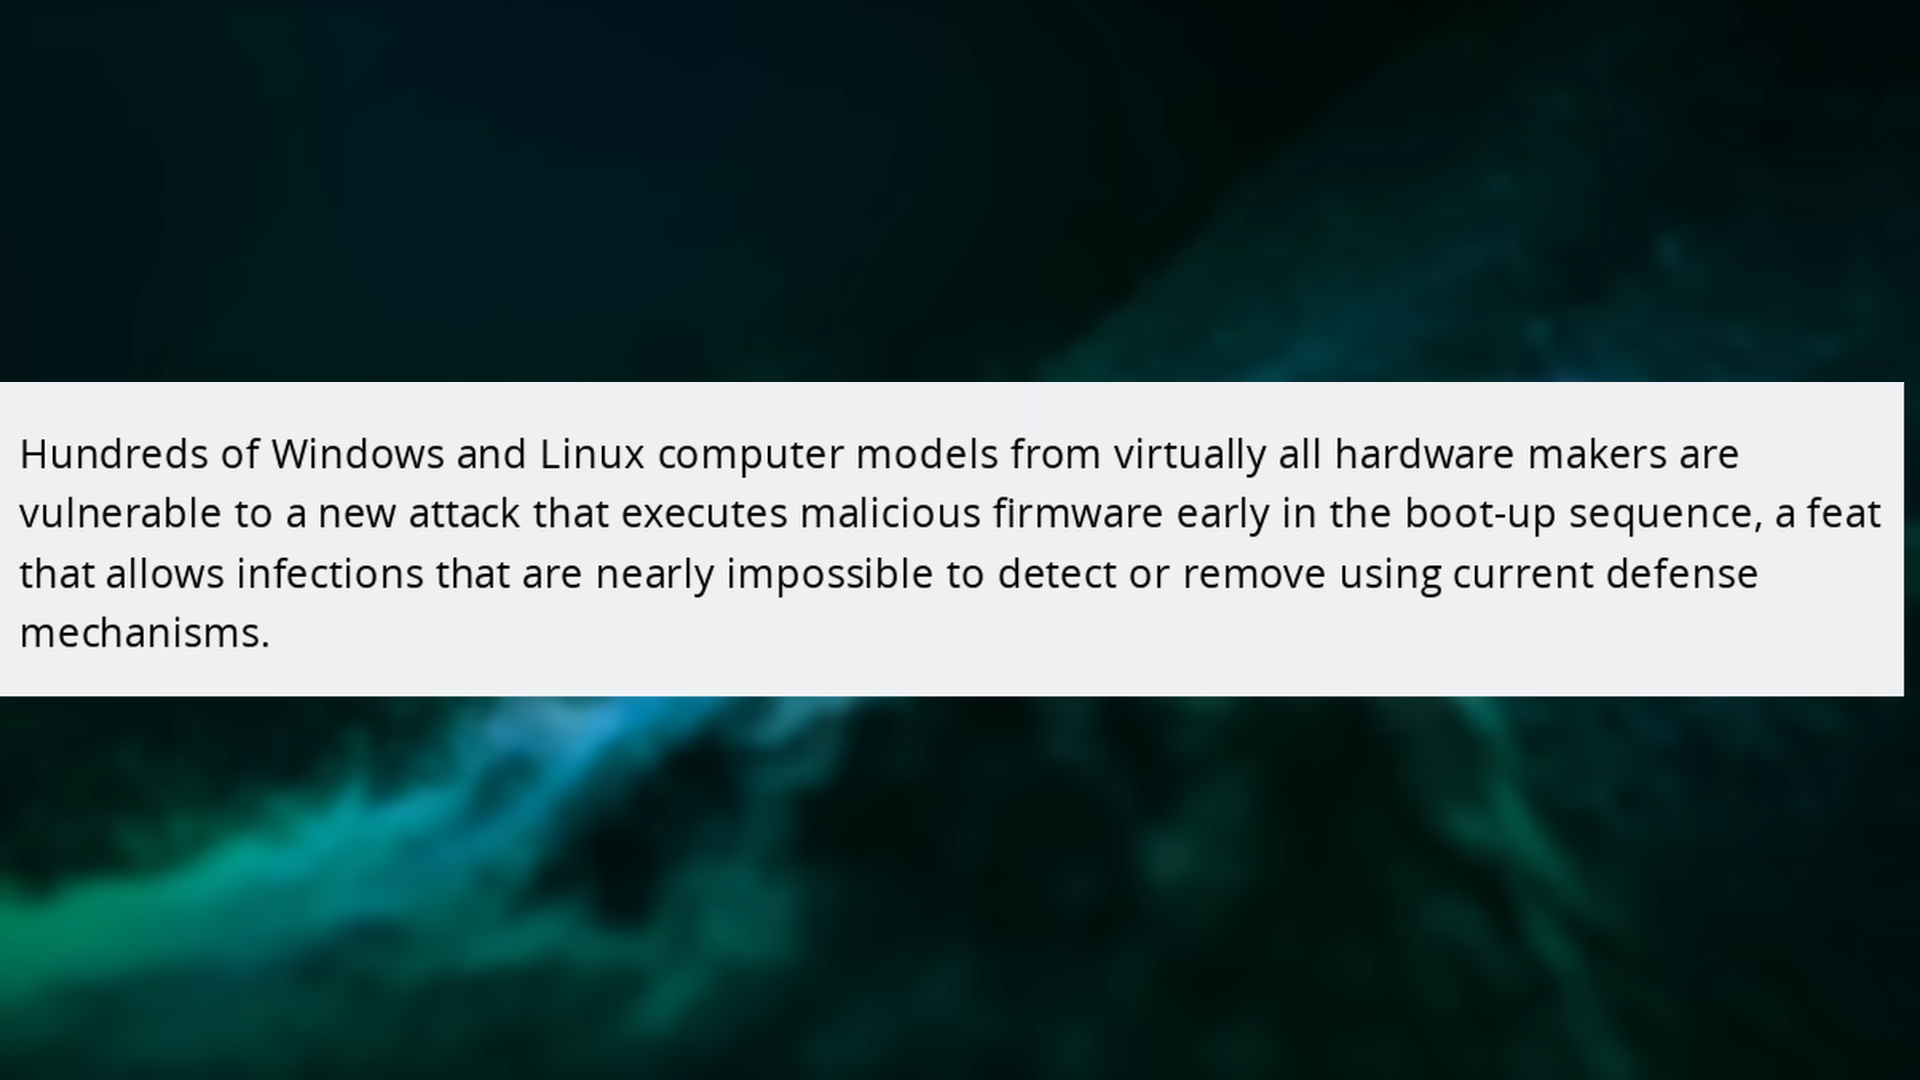 Hundreds of Windows and Linux computer models from virtually all hardware makers are
vulnerable to a new attack that executes malicious firmware early in the boot-up sequence, a feat
that allows infections that are nearly impossible to detect or remove using current defense
mechanisms.